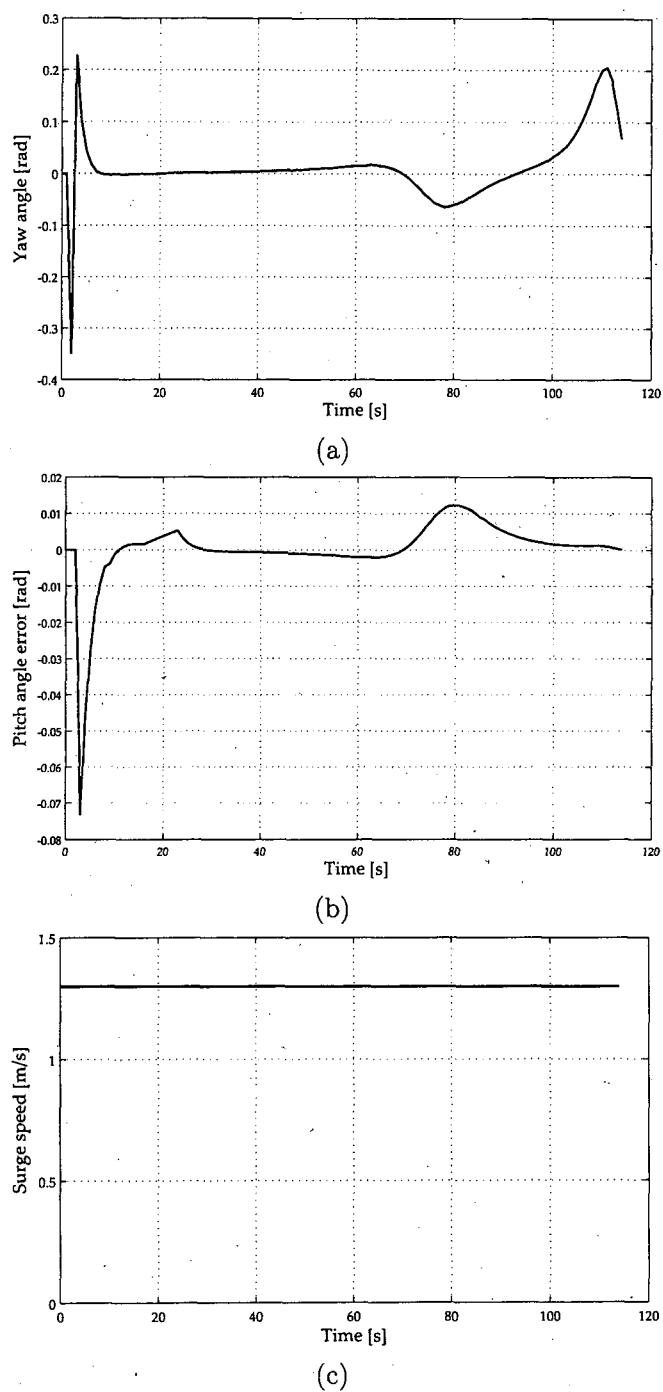 0.3
0.2
0.1
0
-0.1
-0.2
-0.3
-0.4
Yaw angle [rad]
0 20 40 60 80 100 120
Time [s]
(a)
0.02
0.01
0
-0.01
-0.02
-0.03
-0.04
-0.05
-0.06
-0.07
-0.08
Pitch angle error [rad]
0 20 40 60 80 100 120
Time [s]
(b)
1.5
1
0.5
0
Surge speed [m/s]
0 20 40 60 80 100 120
Time [s]
(c)